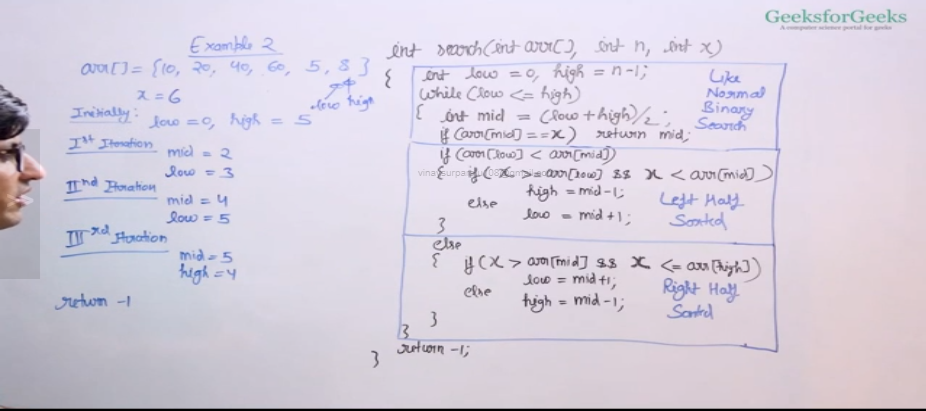 GeeksforGeeks
A computer science portal for geeks
Example 2
arr[] = {10, 20, 40, 60, 5, 8}
x = 6
low high
Initially:
low = 0, high = 5
Ist Iteration
mid = 2
low = 3
IInd Iteration
mid = 4
low = 5
IIIrd Iteration
mid = 5
high = 4
return -1
int search(int arr[], int n, int x)
{ int low = 0, high = n-1;
while (low <= high)
{ int mid = (low + high)/2;
if (arr[mid] == x) return mid;
Like
Normal
Binary
Search
if (arr[low] < arr[mid])
{ if (x >= arr[low] && x < arr[mid])
high = mid-1;
else
low = mid+1;
}
Left Half
Sorted
else
{ if (x > arr[mid] && x <= arr[high])
low = mid+1;
else
high = mid-1;
}
Right Half
Sorted
}
return -1;
}